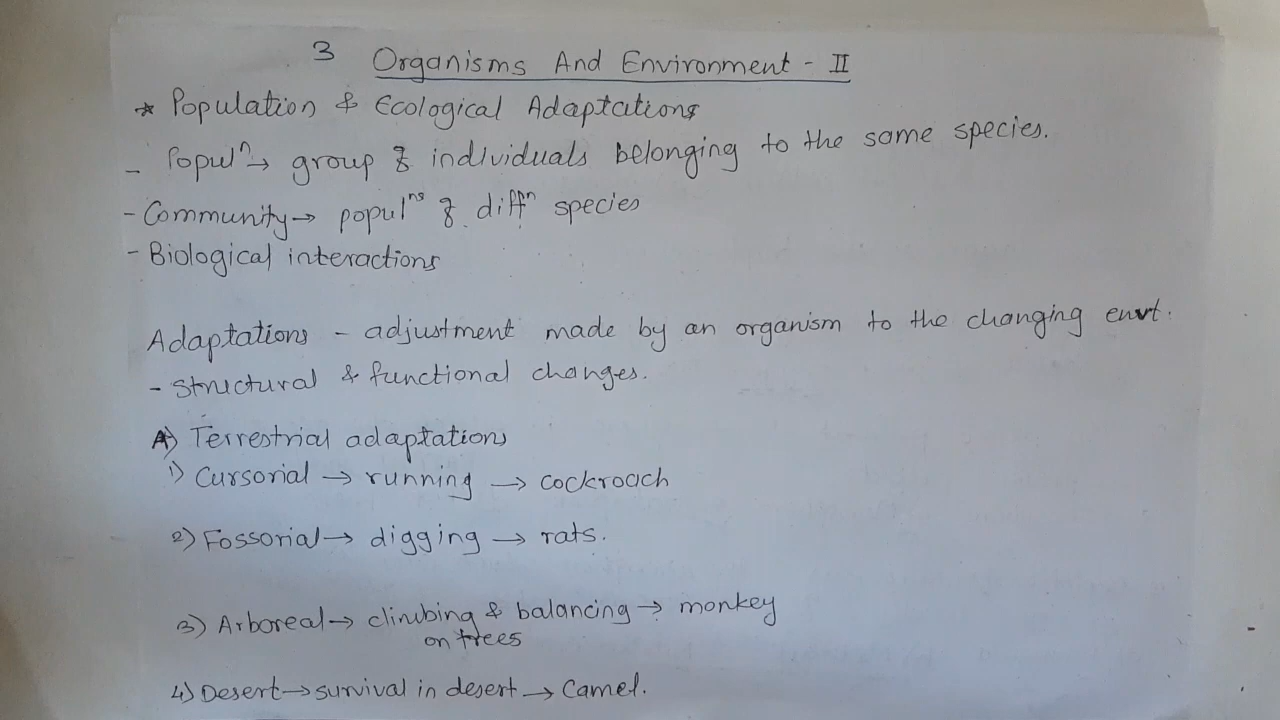 3 Organisms And Environment - II
* Population & Ecological Adaptations
- Populⁿ → group of individuals belonging to the same species.
- Community → populⁿˢ of diffⁿ species
- Biological interactions
Adaptations - adjustment made by an organism to the changing envt.
- Structural & functional changes.
A) Terrestrial adaptations
1) Cursorial → running → cockroach
2) Fossorial → digging → rats.
3) Arboreal → climbing & balancing → monkey
on trees
4) Desert → survival in desert → Camel.